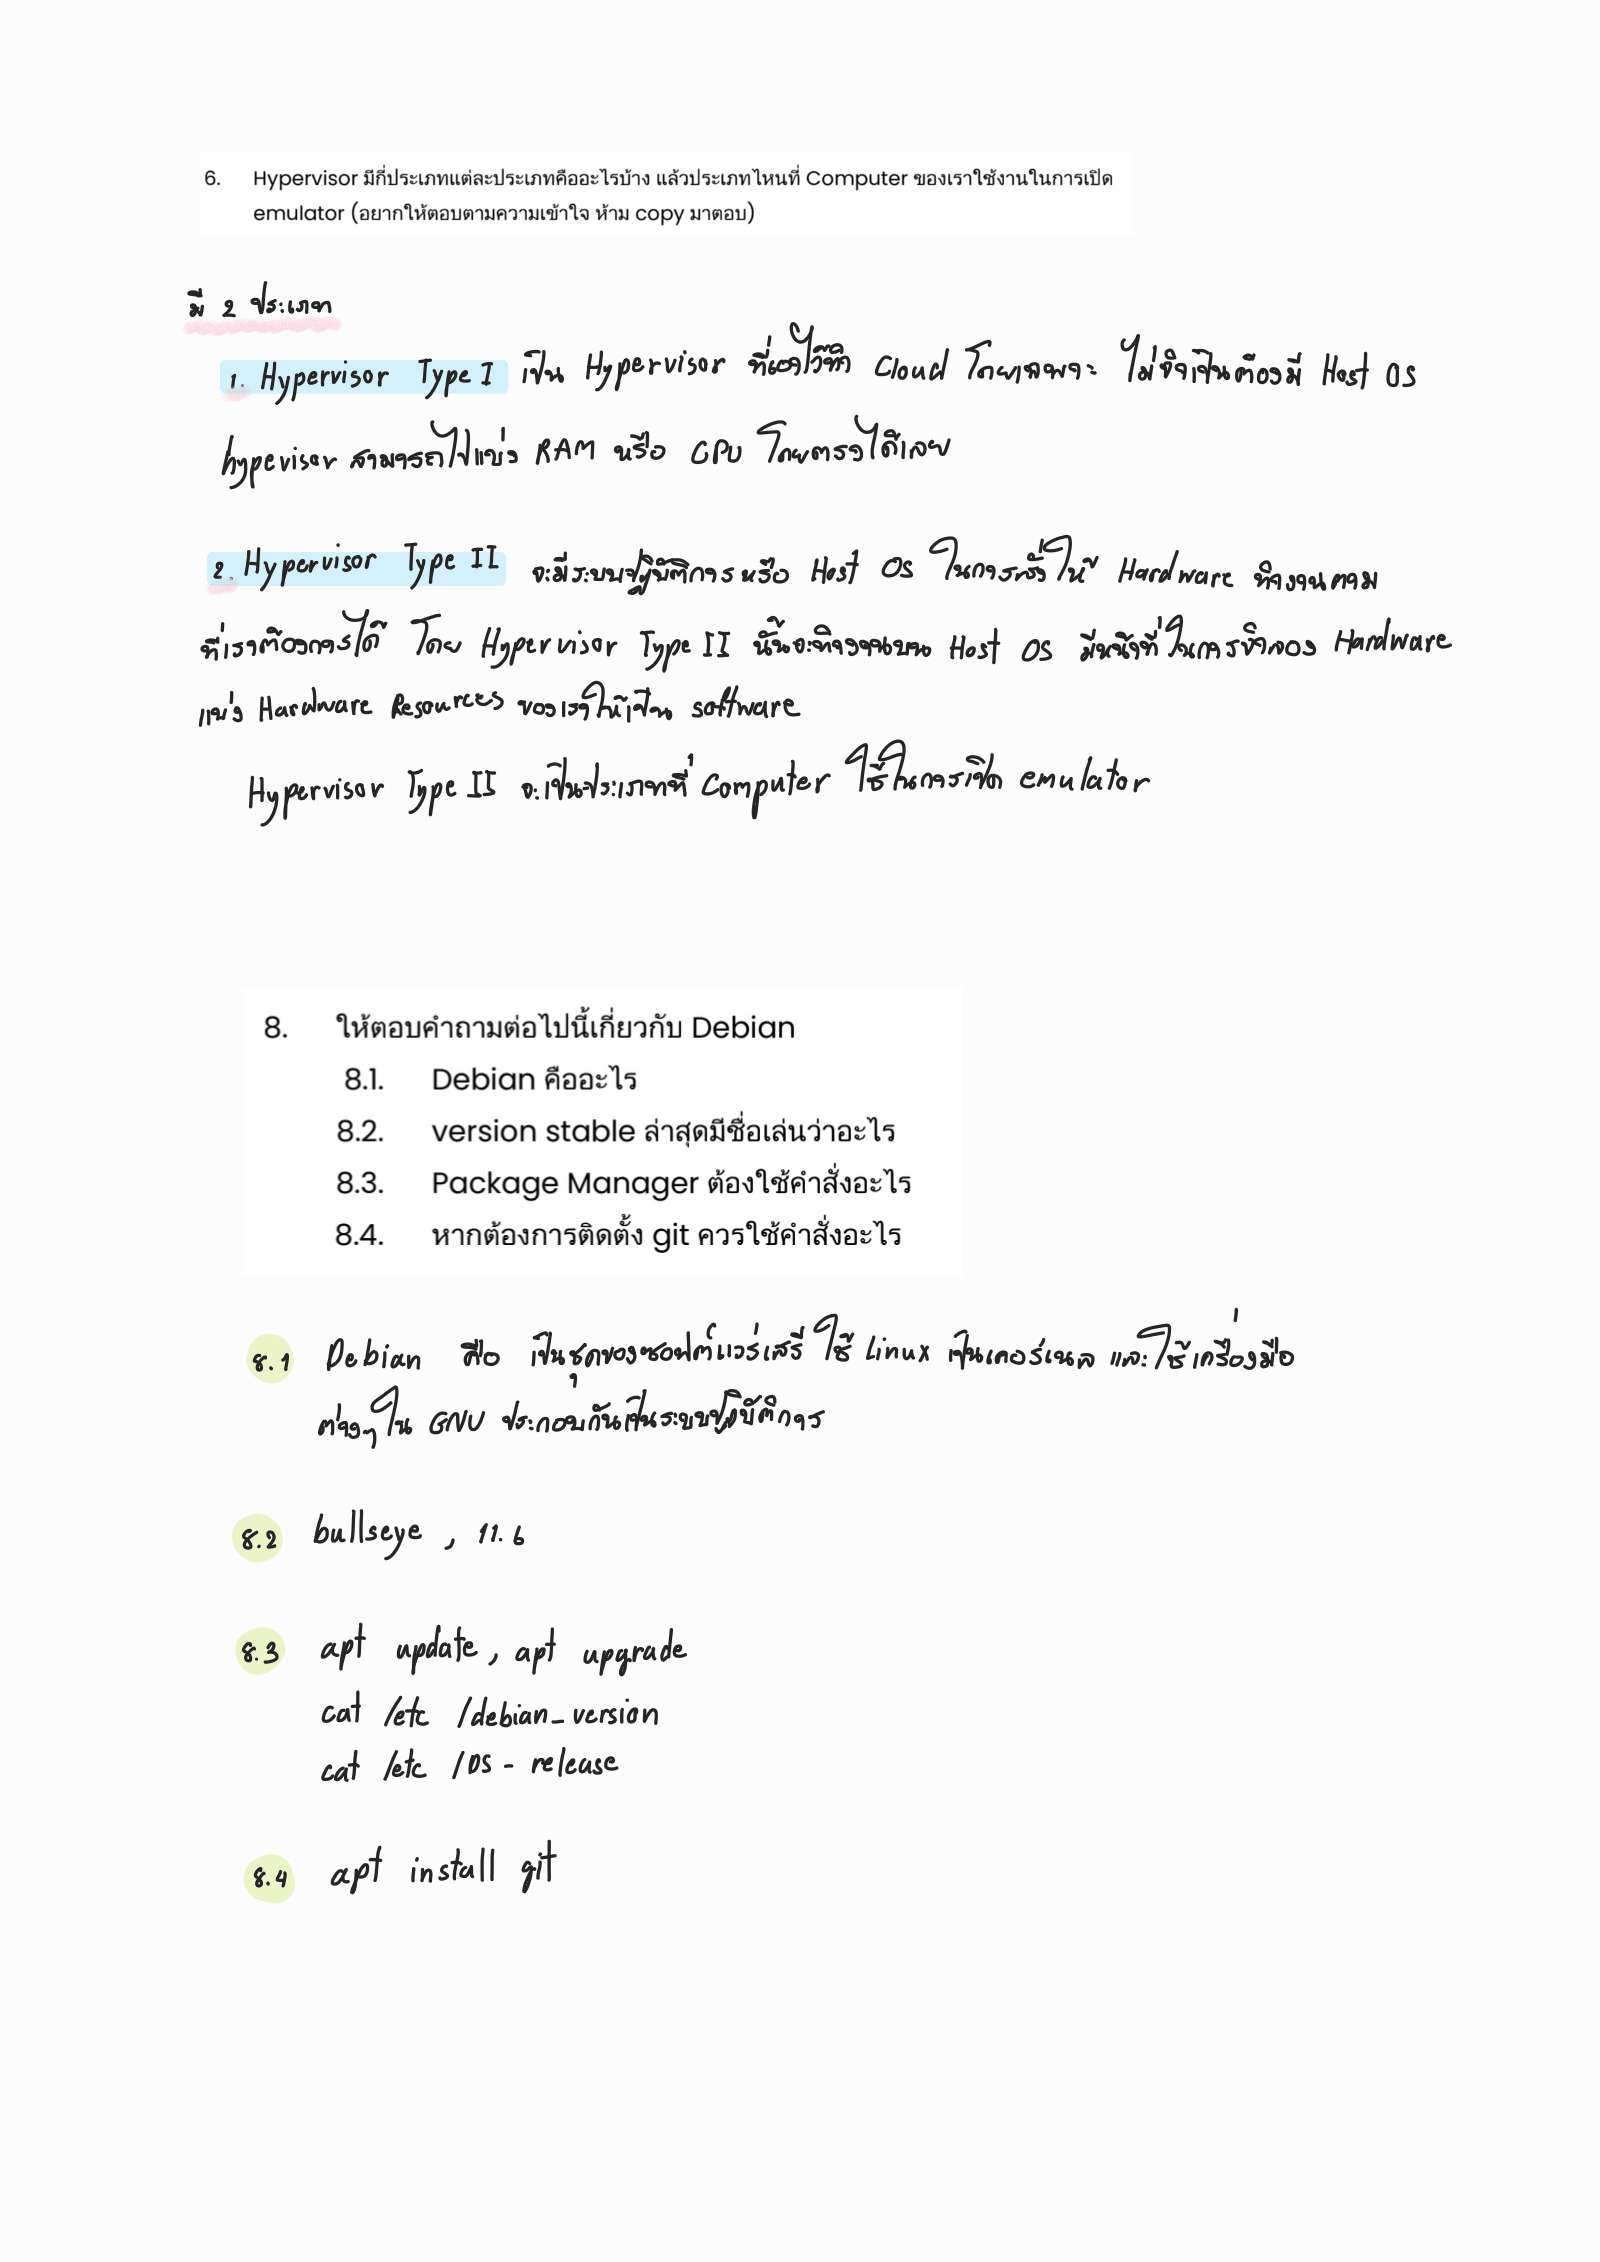 6. Hypervisor มีกี่ประเภทแต่ละประเภทคืออะไรบ้าง แล้วประเภทไหนที่ Computer ของเราใช้งานในการเปิด
emulator (อยากให้ตอบตามความเข้าใจ ห้าม copy มาตอบ)
มี 2 ประเภท
1. Hypervisor Type I เป็น Hypervisor ที่เอาไว้ทำ Cloud โดยเฉพาะ ไม่จำเป็นต้องมี Host OS
hypervisor สามารถไปแบ่ง RAM หรือ CPU โดยตรงได้เลย
2. Hypervisor Type II จะมีระบบปฏิบัติการหรือ Host OS ในการสั่งให้ Hardware ทำงานตาม
ที่เราต้องการได้ โดย Hypervisor Type II นั้นจะทำงานบน Host OS มีหน้าที่ในการจำลอง Hardware
แบ่ง Hardware Resources ของเราให้เป็น software
Hypervisor Type II จะเป็นประเภทที่ Computer ใช้ในการเปิด emulator
8. ให้ตอบคำถามต่อไปนี้เกี่ยวกับ Debian
8.1. Debian คืออะไร
8.2. version stable ล่าสุดมีชื่อเล่นว่าอะไร
8.3. Package Manager ต้องใช้คำสั่งอะไร
8.4. หากต้องการติดตั้ง git ควรใช้คำสั่งอะไร
8.1 Debian คือ เป็นชุดของซอฟต์แวร์เสรี ใช้ Linux เป็นเคอร์เนล และใช้เครื่องมือ
ต่างๆใน GNU ประกอบกันเป็นระบบปฏิบัติการ
8.2 bullseye , 11.6
8.3 apt update, apt upgrade
cat /etc /debian_version
cat /etc /OS - release
8.4 apt install git